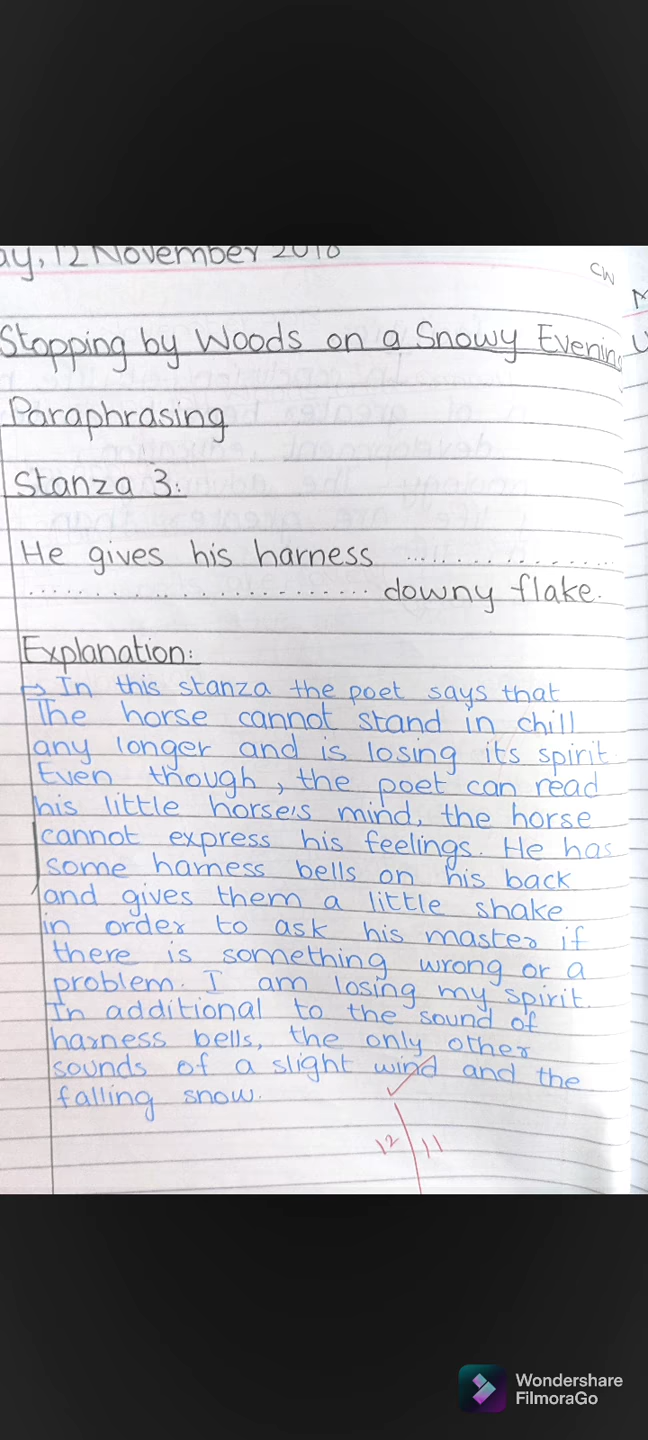 ay, 12 November 2018
CW
Stopping by Woods on a Snowy Evening
Paraphrasing
Stanza 3:
He gives his harness ..................
........................ downy flake.
Explanation:
→ In this stanza the poet says that
The horse cannot stand in chill
any longer and is losing its spirit.
Even though, the poet can read
his little horse's mind, the horse
cannot express his feelings. He has
some harness bells on his back
and gives them a little shake
in order to ask his master if
there is something wrong or a
problem. I am losing my spirit.
In additional to the sound of
harness bells, the only other
sounds of a slight wind and the
falling snow.
12 11
Wondershare
FilmoraGo